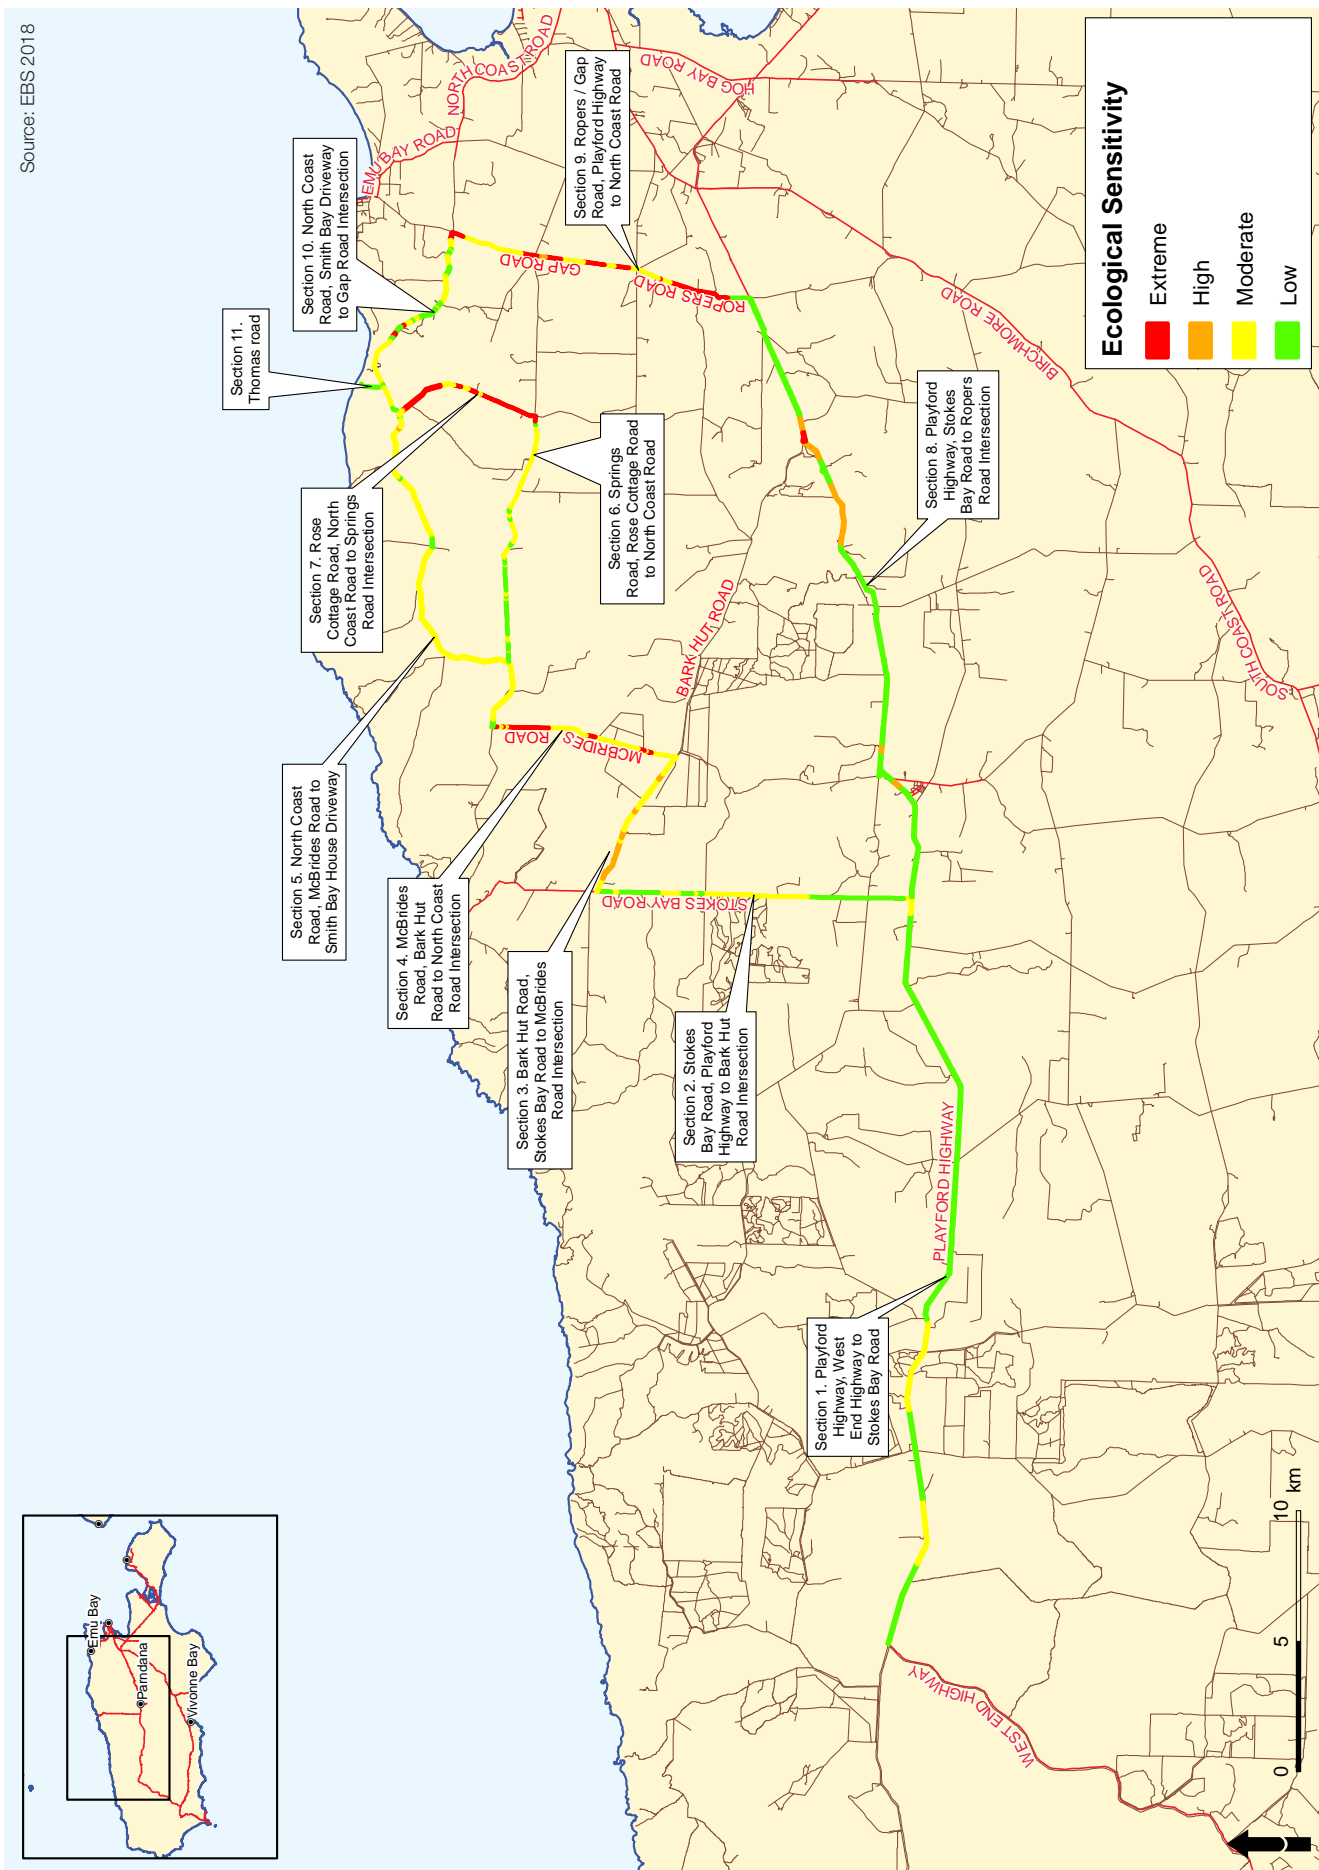 Source: EBS 2018
Emu Bay
Parndana
Vivonne Bay
Section 11.
Thomas road
Section 10. North Coast
Road, Smith Bay Driveway
to Gap Road Intersection
Section 9. Ropers / Gap
Road, Playford Highway
to North Coast Road
Section 7. Rose
Cottage Road, North
Coast Road to Springs
Road Intersection
Section 6. Springs
Road, Rose Cottage Road
to North Coast Road
Section 5. North Coast
Road, McBrides Road to
Smith Bay House Driveway
Section 4. McBrides
Road, Bark Hut
Road to North Coast
Road Intersection
Section 3. Bark Hut Road,
Stokes Bay Road to McBrides
Road Intersection
Section 2. Stokes
Bay Road, Playford
Highway to Bark Hut
Road Intersection
Section 8. Playford
Highway, Stokes
Bay Road to Ropers
Road Intersection
Section 1. Playford
Highway, West
End Highway to
Stokes Bay Road
EMU BAY ROAD
NORTH COAST ROAD
HOG BAY ROAD
GAP ROAD
ROPERS ROAD
BIRCHMORE ROAD
SOUTH COAST ROAD
BARK HUT ROAD
MCBRIDES ROAD
STOKES BAY ROAD
PLAYFORD HIGHWAY
WEST END HIGHWAY
Ecological Sensitivity
Extreme
High
Moderate
Low
0 5 10
km